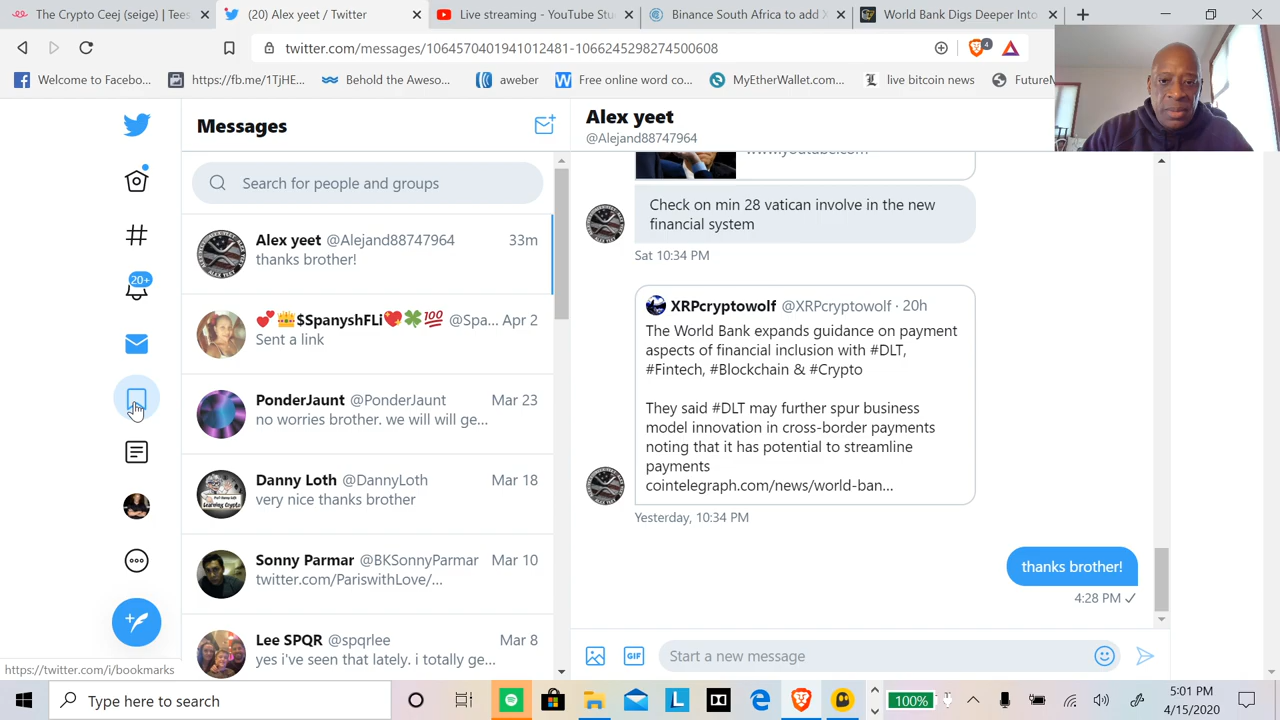 The Crypto Ceej (seige) | Tees
(20) Alex yeet / Twitter
Live streaming - YouTube Stu
Binance South Africa to add X
World Bank Digs Deeper Into
twitter.com/messages/1064570401941012481-1066245298274500608
4
Welcome to Facebo...
https://fb.me/1TjHE...
Behold the Aweso...
aweber
Free online word co...
MyEtherWallet.com...
live bitcoin news
FutureN
Messages
Search for people and groups
Alex yeet @Alejand88747964 33m
thanks brother!
$SpanyshFLi 100 @Spa... Apr 2
Sent a link
PonderJaunt @PonderJaunt Mar 23
no worries brother. we will will ge...
Danny Loth @DannyLoth Mar 18
very nice thanks brother
Sonny Parmar @BKSonnyParmar Mar 10
twitter.com/PariswithLove/...
Lee SPQR @spqrlee Mar 8
yes i've seen that lately. i totally ge...
20+
Alex yeet
@Alejand88747964
www.youtube.com
Check on min 28 vatican involve in the new
financial system
Sat 10:34 PM
XRPcryptowolf @XRPcryptowolf · 20h
The World Bank expands guidance on payment
aspects of financial inclusion with #DLT,
#Fintech, #Blockchain & #Crypto
They said #DLT may further spur business
model innovation in cross-border payments
noting that it has potential to streamline
payments
cointelegraph.com/news/world-ban...
Yesterday, 10:34 PM
thanks brother!
4:28 PM
GIF
Start a new message
https://twitter.com/i/bookmarks
Type here to search
100%
5:01 PM
4/15/2020